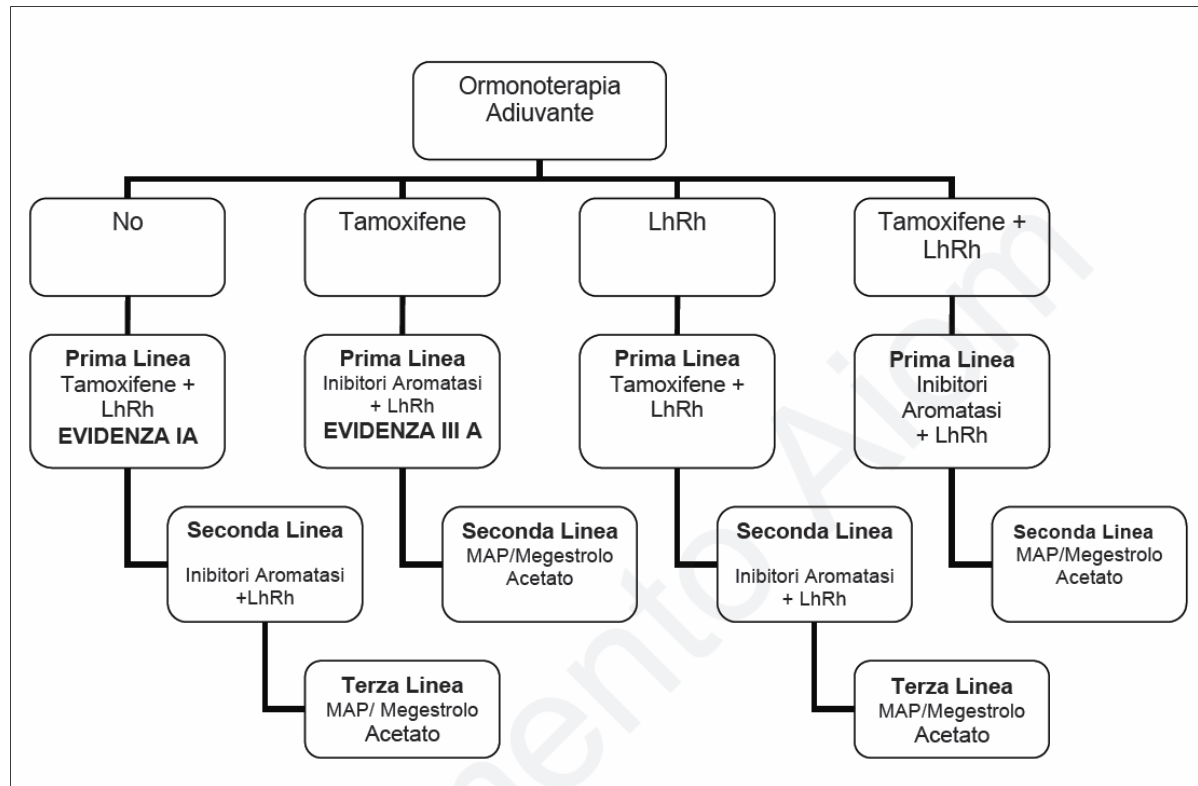 Ormonoterapia
Adiuvante
No
Tamoxifene
LhRh
Tamoxifene +
LhRh
Prima Linea
Tamoxifene +
LhRh
EVIDENZA IA
Prima Linea
Inibitori Aromatasi
+ LhRh
EVIDENZA III A
Prima Linea
Tamoxifene +
LhRh
Prima Linea
Inibitori
Aromatasi
+ LhRh
Seconda Linea
Inibitori Aromatasi
+LhRh
Seconda Linea
MAP/Megestrolo
Acetato
Seconda Linea
Inibitori Aromatasi
+ LhRh
Seconda Linea
MAP/Megestrolo
Acetato
Terza Linea
MAP/ Megestrolo
Acetato
Terza Linea
MAP/Megestrolo
Acetato
mento Aiom